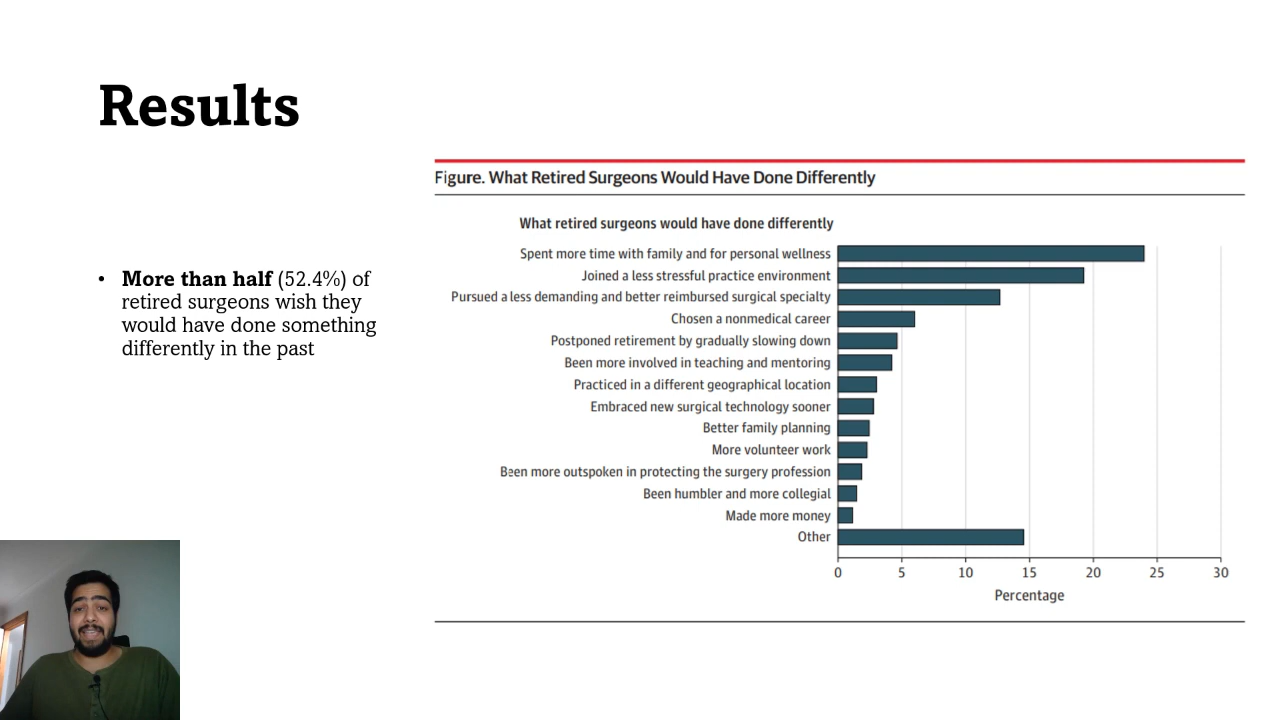 Results
• More than half (52.4%) of
retired surgeons wish they
would have done something
differently in the past
Figure. What Retired Surgeons Would Have Done Differently
What retired surgeons would have done differently
Spent more time with family and for personal wellness
Joined a less stressful practice environment
Pursued a less demanding and better reimbursed surgical specialty
Chosen a nonmedical career
Postponed retirement by gradually slowing down
Been more involved in teaching and mentoring
Practiced in a different geographical location
Embraced new surgical technology sooner
Better family planning
More volunteer work
Been more outspoken in protecting the surgery profession
Been humbler and more collegial
Made more money
Other
0 5 10 15 20 25 30
Percentage